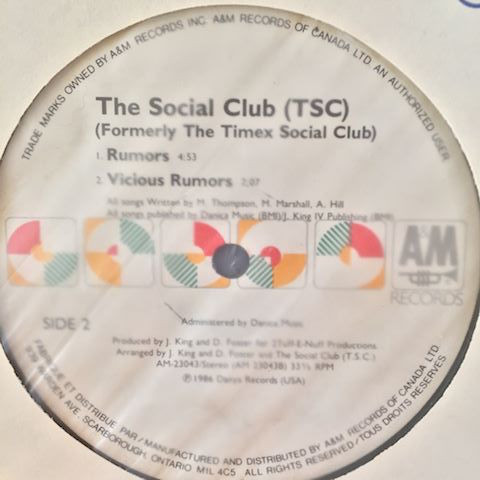 TRADE MARKS OWNED BY A&M RECORDS INC. A&M RECORDS OF CANADA LTD. AN AUTHORIZED USER
The Social Club (TSC)
(Formerly The Timex Social Club)
1. Rumors 4:53
2. Vicious Rumors 2:07
All songs Written by M. Thompson, M. Marshall, A. Hill
All songs published by Danica Music (BMI)/J. King IV Publishing (BMI)
A&M
RECORDS
SIDE 2
Administered by Danica Music
Produced by J. King and D. Foster for 2Tuff-E-Nuff Productions.
Arranged by J. King and D. Foster and The Social Club (T.S.C.)
AM-23043/Stereo (AM 23043B) 33⅓ RPM
℗ 1986 Danya Records (USA)
FABRIQUÉ ET DISTRIBUÉ PAR/MANUFACTURED AND DISTRIBUTED BY A&M RECORDS OF CANADA LTD.
939 WARDEN AVE. SCARBOROUGH, ONTARIO M1L 4C5 ALL RIGHTS RESERVED/TOUS DROITS RESERVÉS